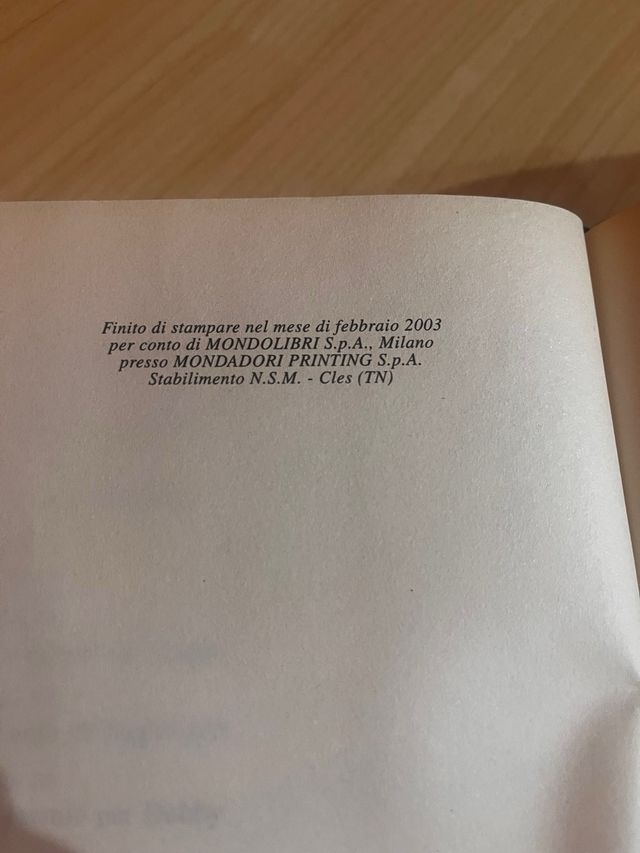 Finito di stampare nel mese di febbraio 2003
per conto di MONDOLIBRI S.p.A., Milano
presso MONDADORI PRINTING S.p.A.
Stabilimento N.S.M. - Cles (TN)